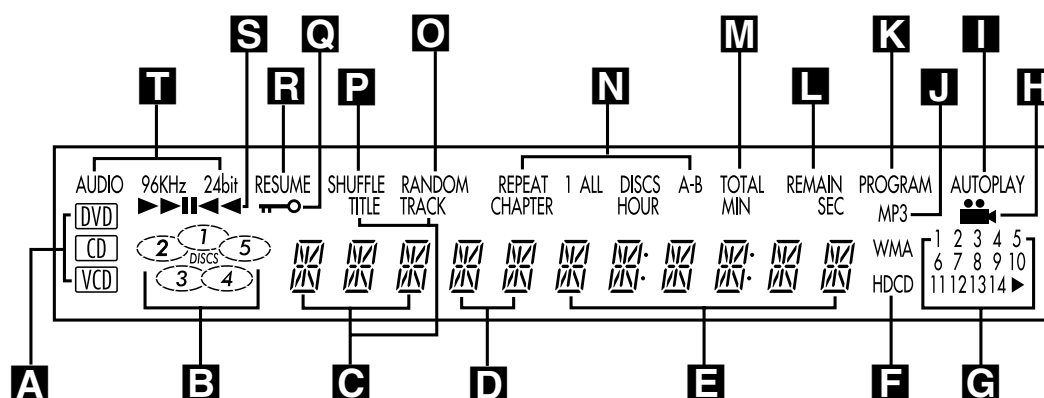 S Q O M K I
T R P N L J H
AUDIO 96KHz 24bit RESUME SHUFFLE RANDOM REPEAT 1 ALL DISCS A-B TOTAL REMAIN PROGRAM AUTOPLAY
TITLE TRACK CHAPTER HOUR MIN SEC MP3
DVD
CD
VCD
1
2 DISCS 5
3 4
WMA
HDCD
1 2 3 4 5
6 7 8 9 10
11 12 13 14
A B C D E F G